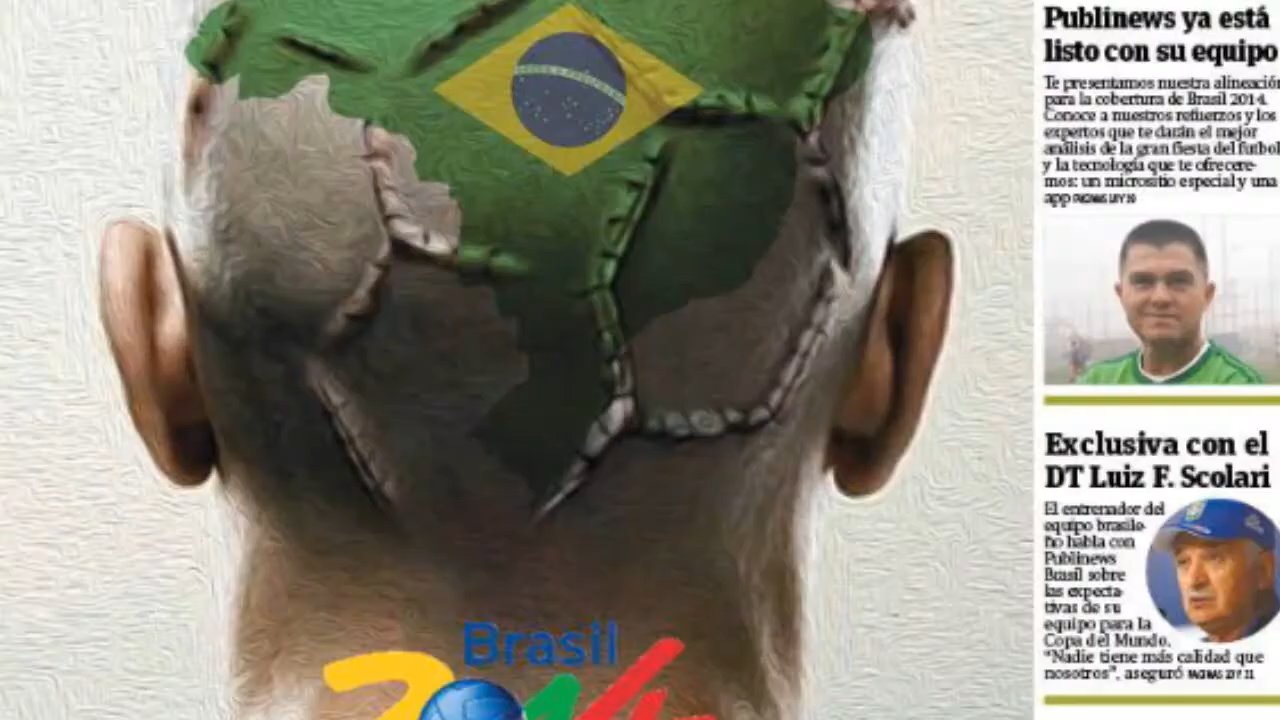 Publinews ya está
listo con su equipo
Te presentamos nuestra alineación
para la cobertura de Brasil 2014.
Conoce a nuestros refuerzos y los
expertos que te darán el mejor
análisis de la gran fiesta del futbol
y la tecnología que te ofrecere-
mos: un micrositio especial y una
app
Exclusiva con el
DT Luiz F. Scolari
El entrenador del
equipo brasile-
ño habla con
Publinews
Brasil sobre
las expecta-
tivas de su
equipo para la
Copa del Mundo.
"Nadie tiene más calidad que
nosotros", aseguró
Brasil
2014